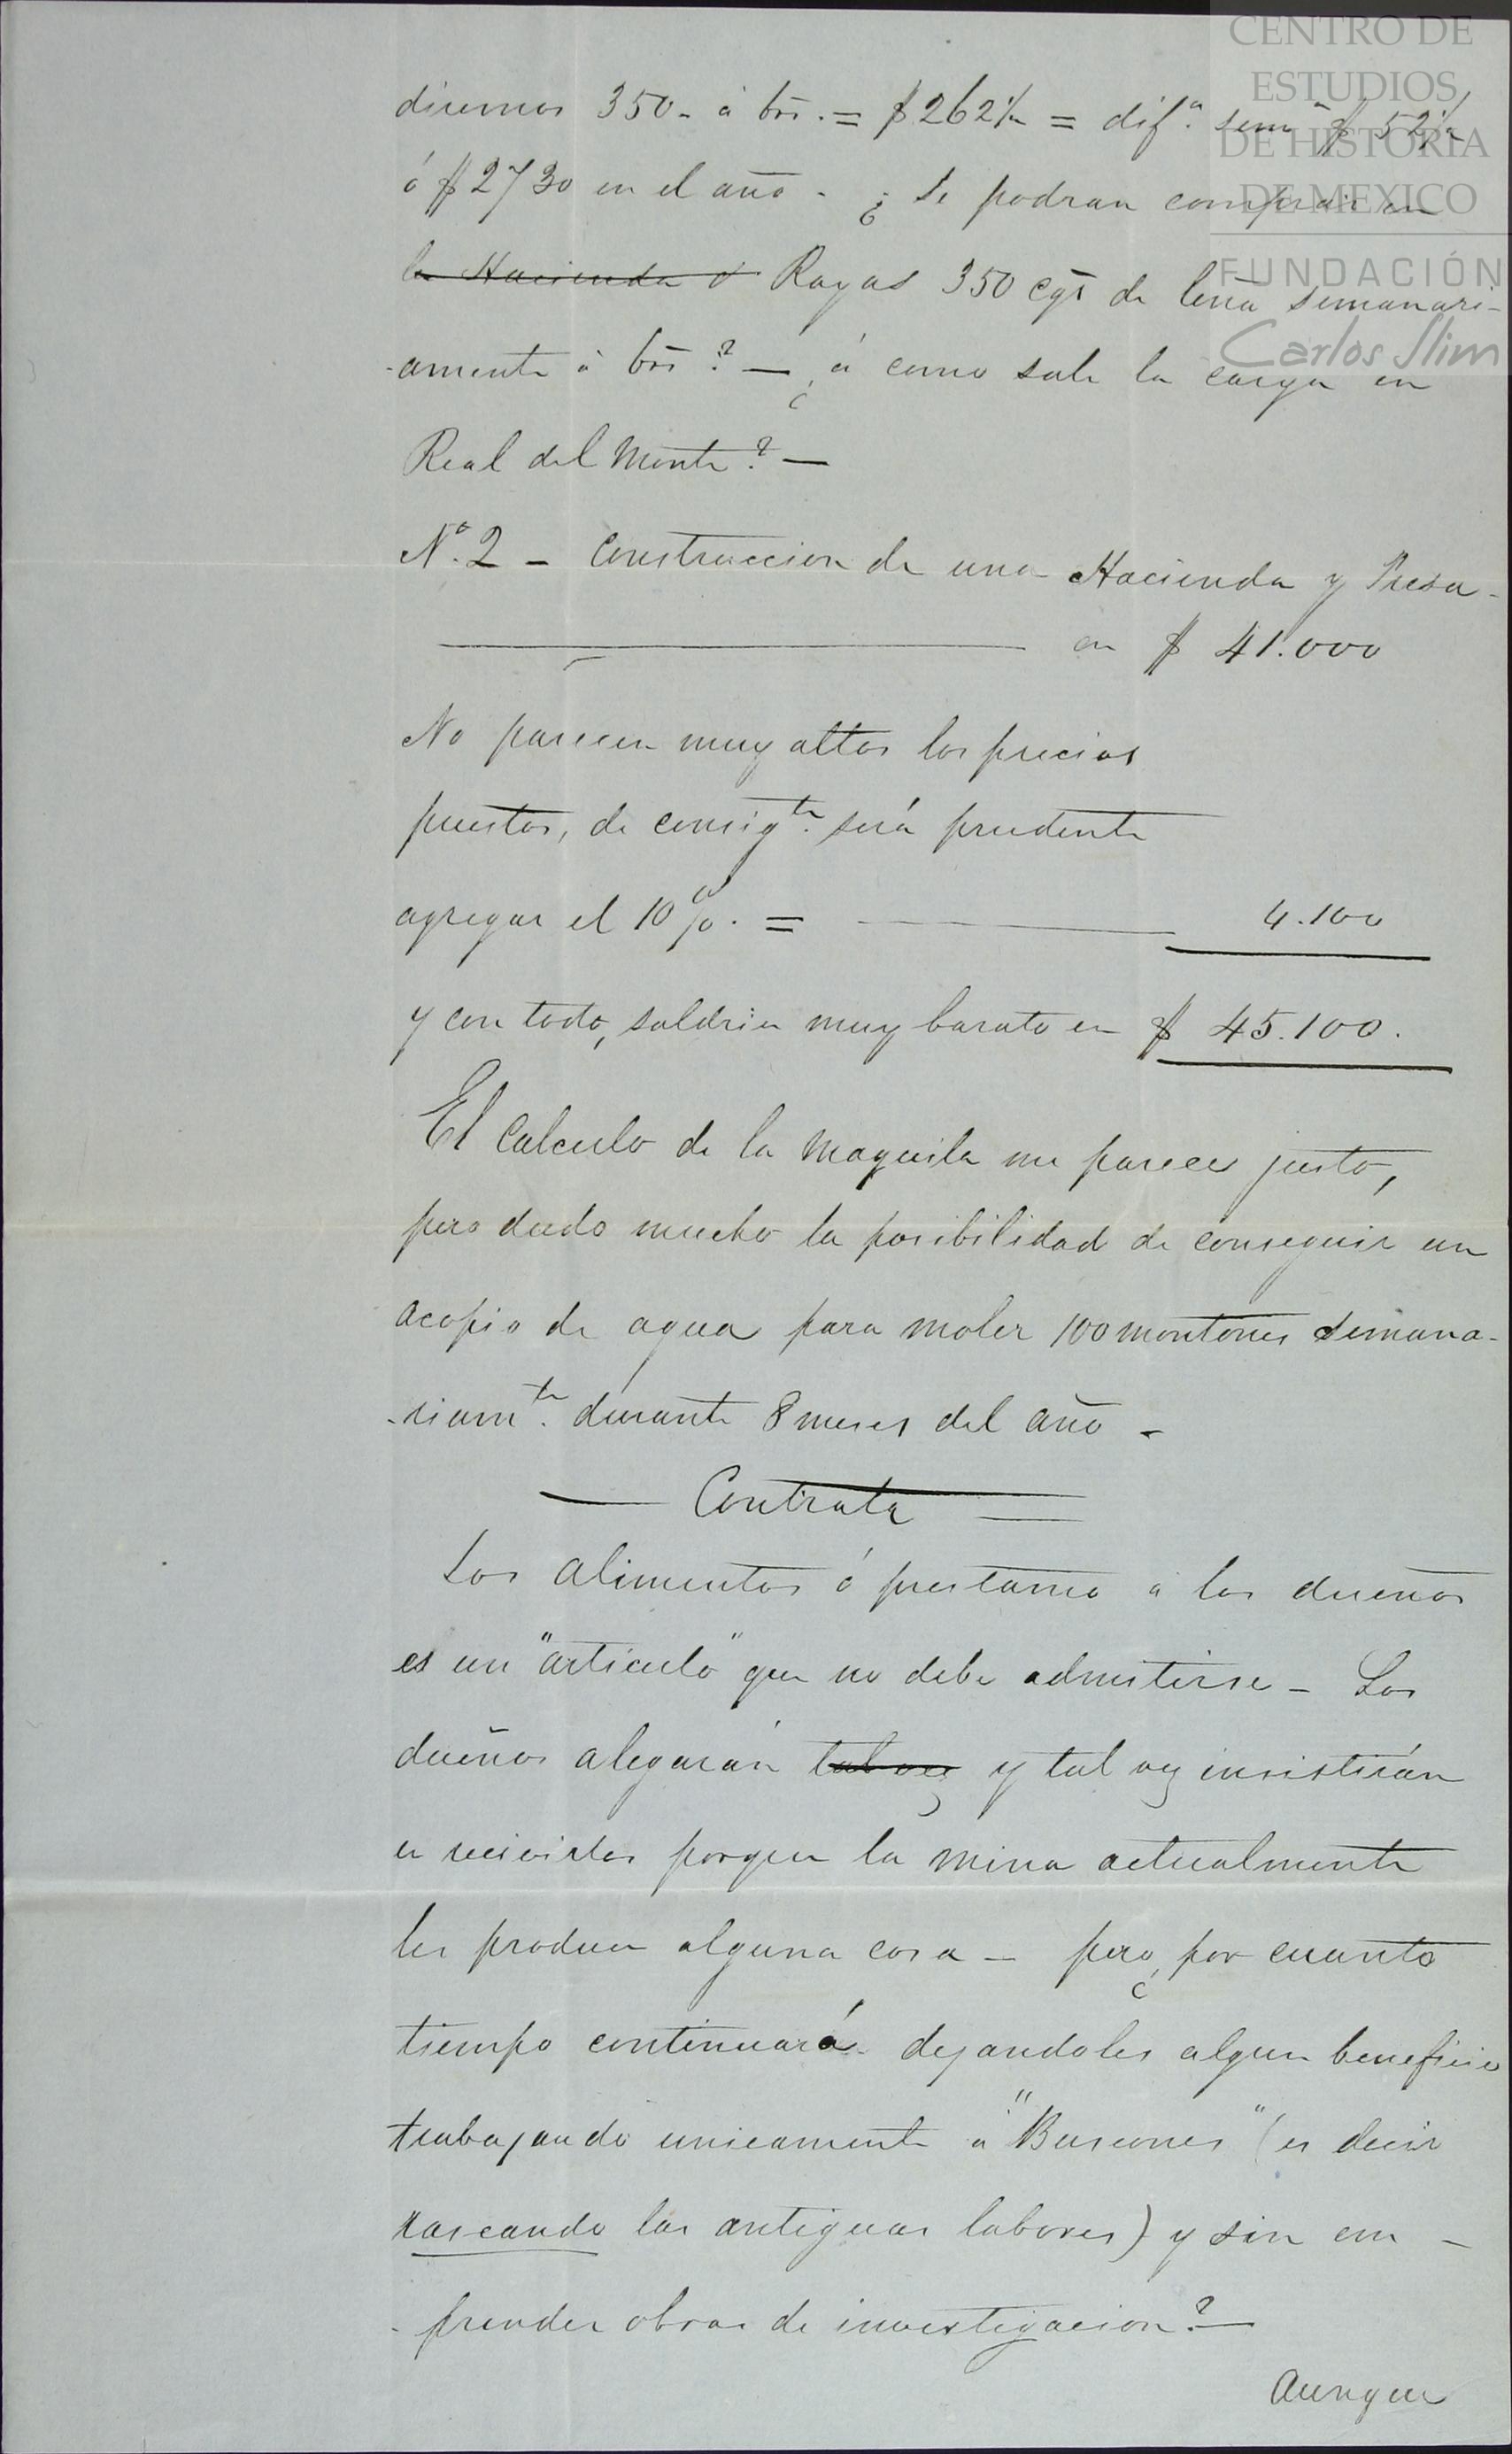 CENTRO DE
ESTUDIOS
DE HISTORIA
DE MEXICO
FUNDACIÓN
Carlos Slim
diremos 350 - á 6rs. = $262½ = difª. semª $52½
ó $2730 en el año - ¿Se podran comprar en
la Hacienda d Rayas 350 cgs de leña semanari-
-amente á 6rs? — ¿á como sale la carga en
Real del Monte? —
Nº. 2 - Construccion de una Hacienda y Presa -
en $ 41.000
No parecen muy altos los precios
puestos, de consigte. será prudente
agregar el 10%. = 4.100
y con todo, saldria muy barato en $ 45.100.
El Calculo de la Maquila me parece justo,
pero dudo mucho la posibilidad de conseguir un
acopio de agua para moler 100 montones semana-
-riamte. durante 8 meses del año -
— Contrata —
Los alimentos ó prestamo a los dueños
es un "articulo" que no debe admitirse - Los
dueños alegarán tal vez y tal vez insistirán
en recivirlos porque la mina actualmente
les produce alguna cosa - pero ¿por cuanto
tiempo continuará dejandoles algun beneficio
trabajando unicamente a "Buscones" (es decir
rascando las antiguas labores) y sin em -
- prender obras de investigacion? —
Aunque